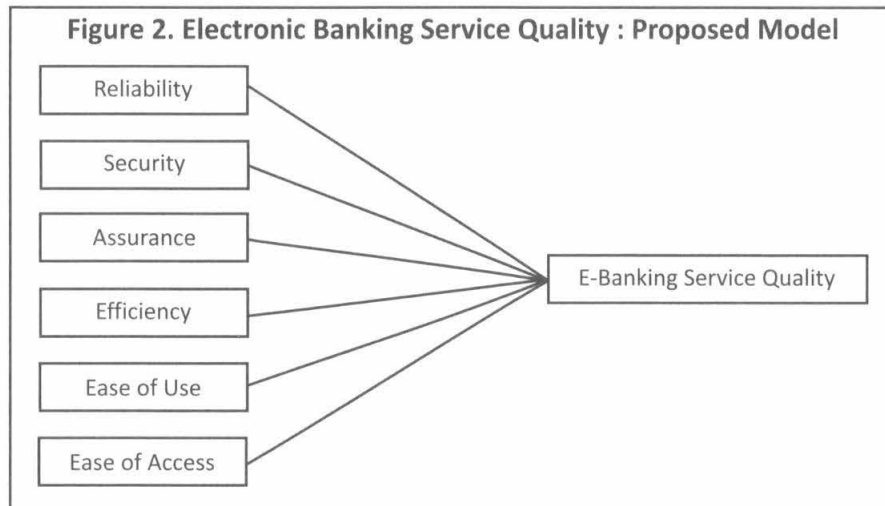 Figure 2. Electronic Banking Service Quality : Proposed Model
Reliability
Security
Assurance
Efficiency
Ease of Use
Ease of Access
E-Banking Service Quality